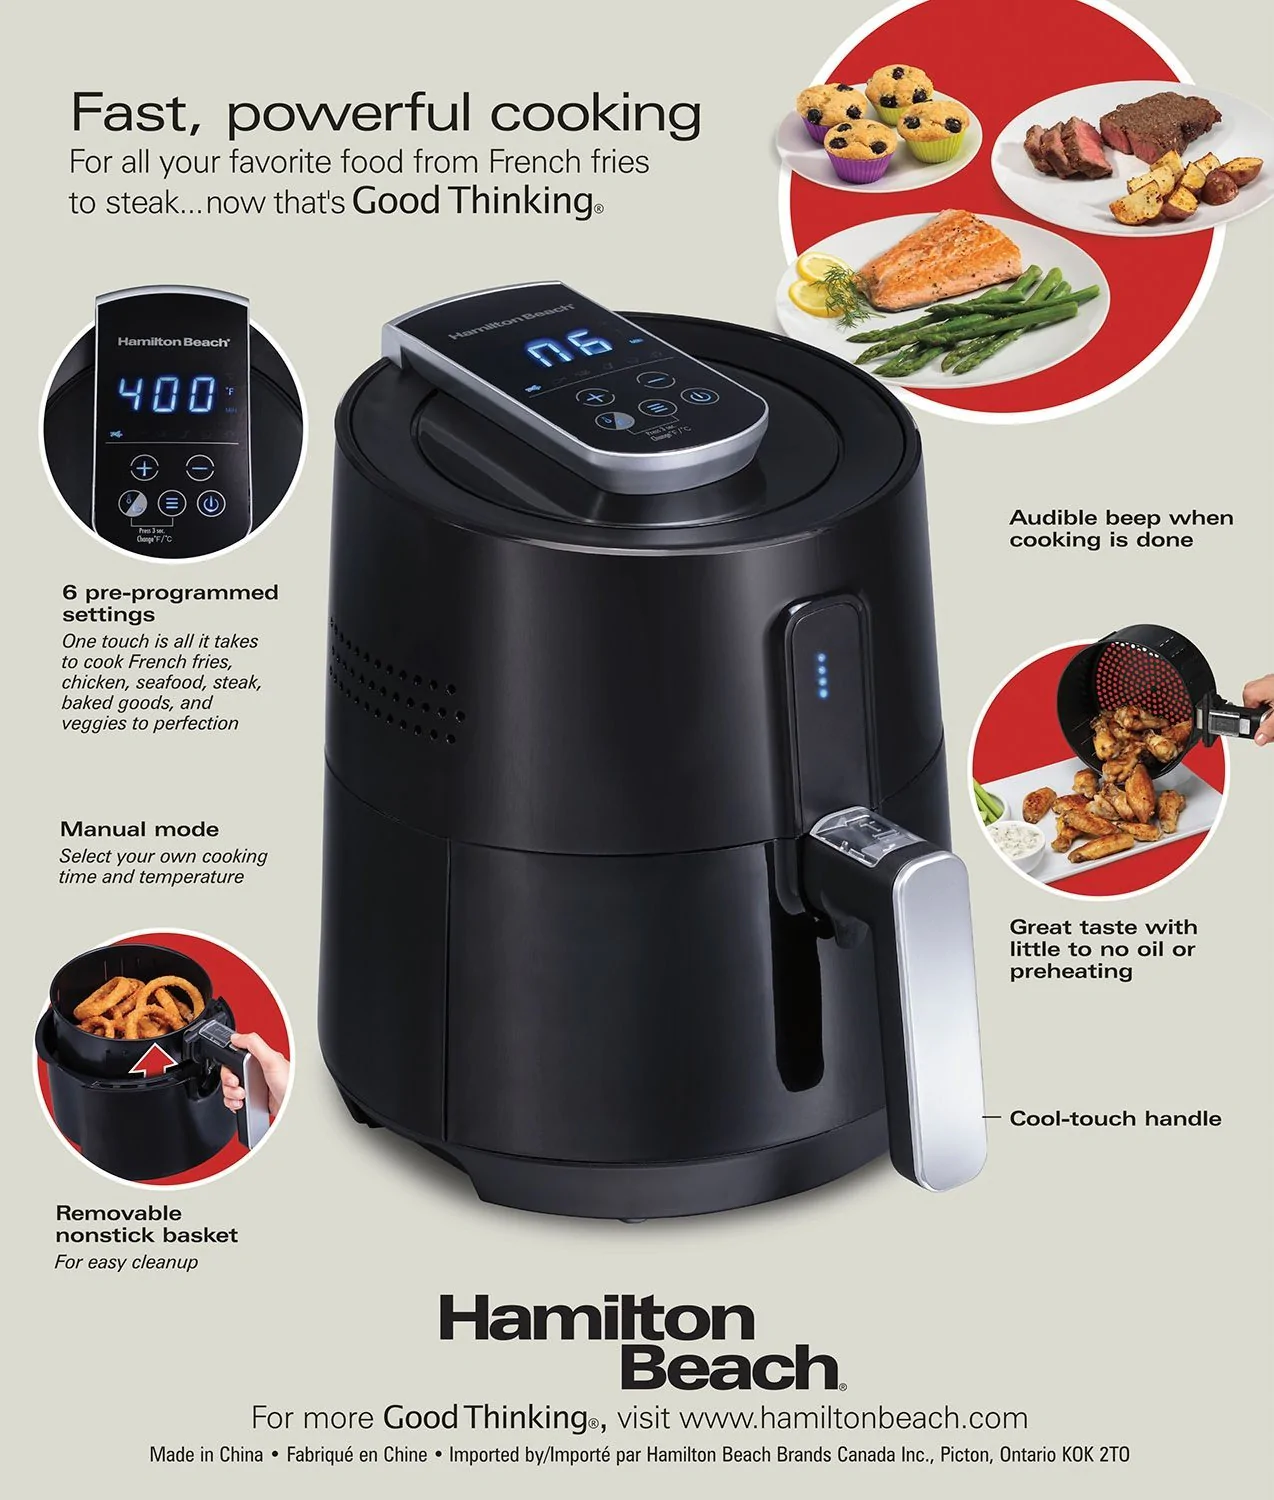 Fast, powerful cooking
For all your favorite food from French fries
to steak...now that's Good Thinking®
Hamilton Beach®
400
°F
MIN
Press 3 sec.
Change °F/°C
Hamilton Beach®
06
MIN
Press 3 sec.
Change °F/°C
6 pre-programmed
settings
One touch is all it takes
to cook French fries,
chicken, seafood, steak,
baked goods, and
veggies to perfection
Manual mode
Select your own cooking
time and temperature
Removable
nonstick basket
For easy cleanup
Audible beep when
cooking is done
Great taste with
little to no oil or
preheating
Cool-touch handle
Hamilton
Beach®
For more Good Thinking®, visit www.hamiltonbeach.com
Made in China • Fabriqué en Chine • Imported by/Importé par Hamilton Beach Brands Canada Inc., Picton, Ontario K0K 2T0